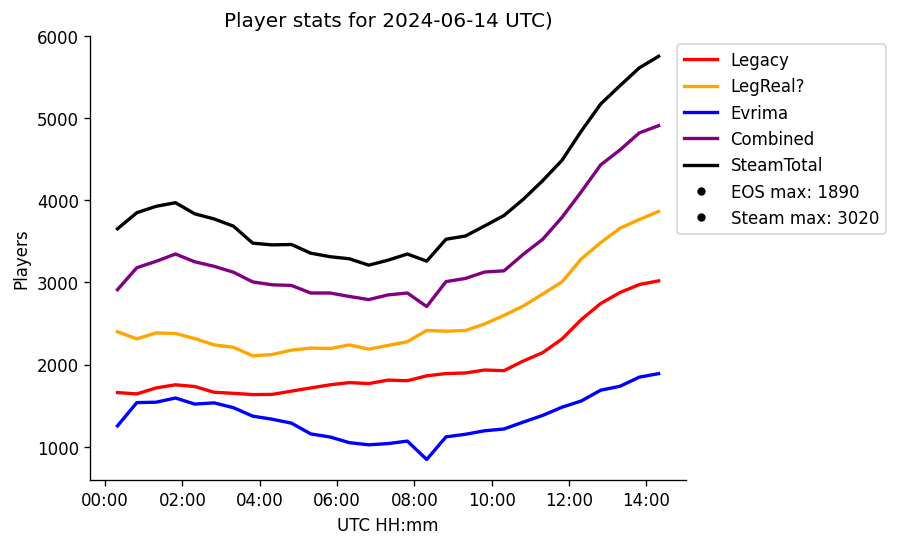 Player stats for 2024-06-14 UTC)
6000
5000
4000
3000
2000
1000
Players
00:00 02:00 04:00 06:00 08:00 10:00 12:00 14:00
UTC HH:mm
Legacy
LegReal?
Evrima
Combined
SteamTotal
EOS max: 1890
Steam max: 3020